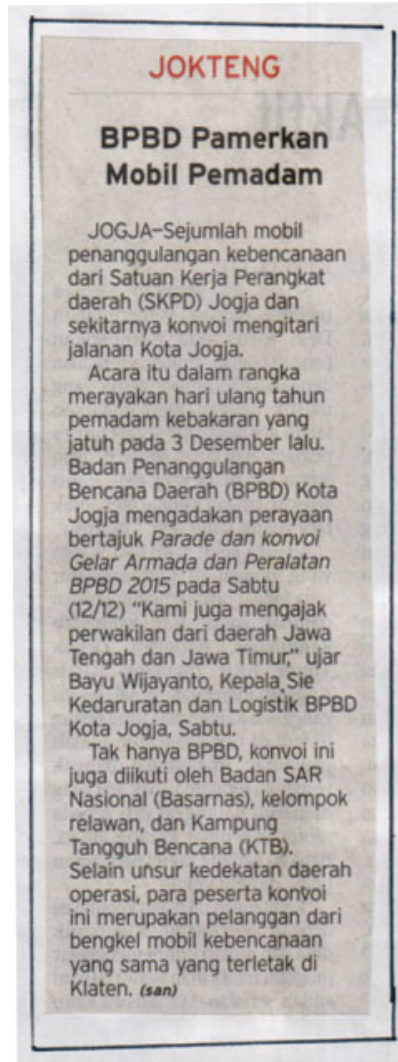 JOKTENG
BPBD Pamerkan
Mobil Pemadam
JOGJA–Sejumlah mobil
penanggulangan kebencanaan
dari Satuan Kerja Perangkat
daerah (SKPD) Jogja dan
sekitarnya konvoi mengitari
jalanan Kota Jogja.
Acara itu dalam rangka
merayakan hari ulang tahun
pemadam kebakaran yang
jatuh pada 3 Desember lalu.
Badan Penanggulangan
Bencana Daerah (BPBD) Kota
Jogja mengadakan perayaan
bertajuk Parade dan konvoi
Gelar Armada dan Peralatan
BPBD 2015 pada Sabtu
(12/12) "Kami juga mengajak
perwakilan dari daerah Jawa
Tengah dan Jawa Timur," ujar
Bayu Wijayanto, Kepala Sie
Kedaruratan dan Logistik BPBD
Kota Jogja, Sabtu.
Tak hanya BPBD, konvoi ini
juga diikuti oleh Badan SAR
Nasional (Basarnas), kelompok
relawan, dan Kampung
Tangguh Bencana (KTB).
Selain unsur kedekatan daerah
operasi, para peserta konvoi
ini merupakan pelanggan dari
bengkel mobil kebencanaan
yang sama yang terletak di
Klaten. (san)